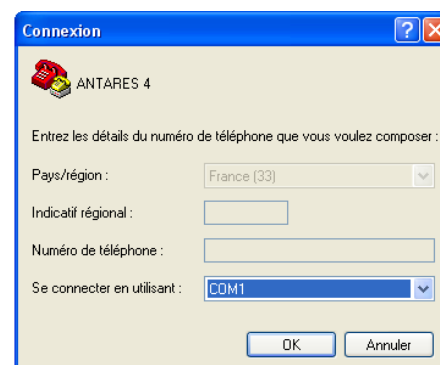 Connexion
ANTARES 4
Entrez les détails du numéro de téléphone que vous voulez composer :
Pays/région :
France (33)
Indicatif régional :
Numéro de téléphone :
Se connecter en utilisant :
COM1
OK
Annuler